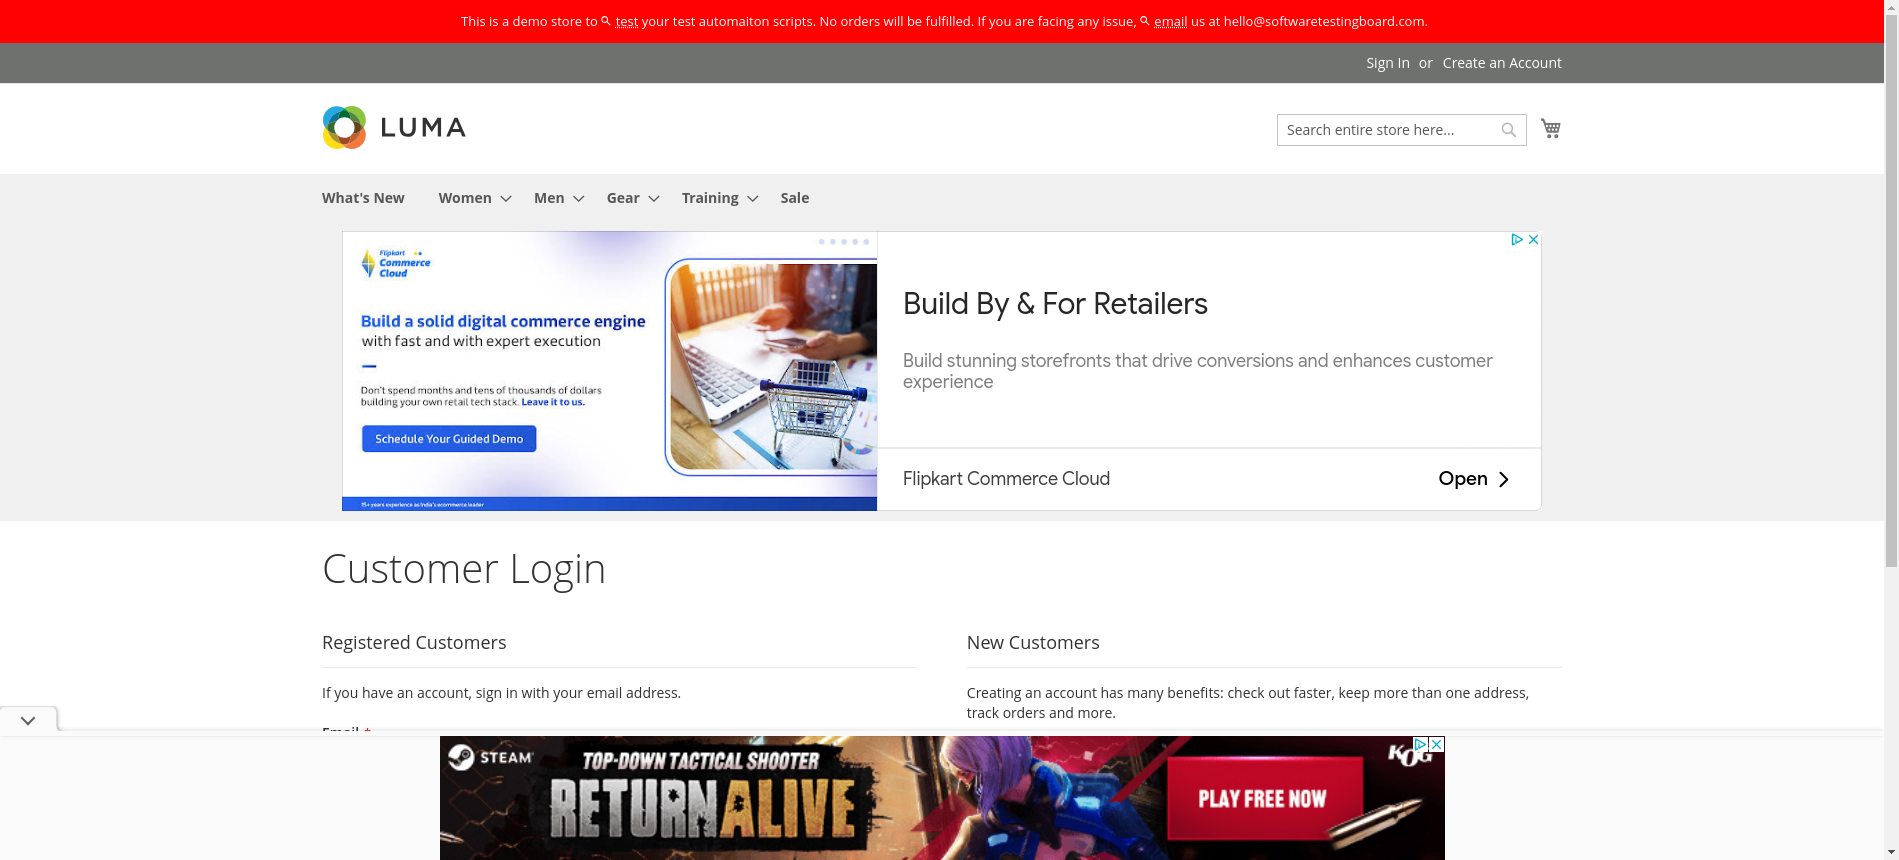 This is a demo store to test your test automaiton scripts. No orders will be fulfilled. If you are facing any issue, email us at hello@softwaretestingboard.com.
Sign In or Create an Account
LUMA
Search entire store here...
What's New Women Men Gear Training Sale
Flipkart
Commerce
Cloud
Build a solid digital commerce engine
with fast and with expert execution
Don't spend months and tens of thousands of dollars
building your own retail tech stack. Leave it to us.
Schedule Your Guided Demo
15+ years experience as India's ecommerce leader
Build By & For Retailers
Build stunning storefronts that drive conversions and enhances customer
experience
Flipkart Commerce Cloud
Open
Customer Login
Registered Customers
If you have an account, sign in with your email address.
Email *
New Customers
Creating an account has many benefits: check out faster, keep more than one address,
track orders and more.
STEAM
TOP-DOWN TACTICAL SHOOTER
RETURN ALIVE
PLAY FREE NOW
KOG